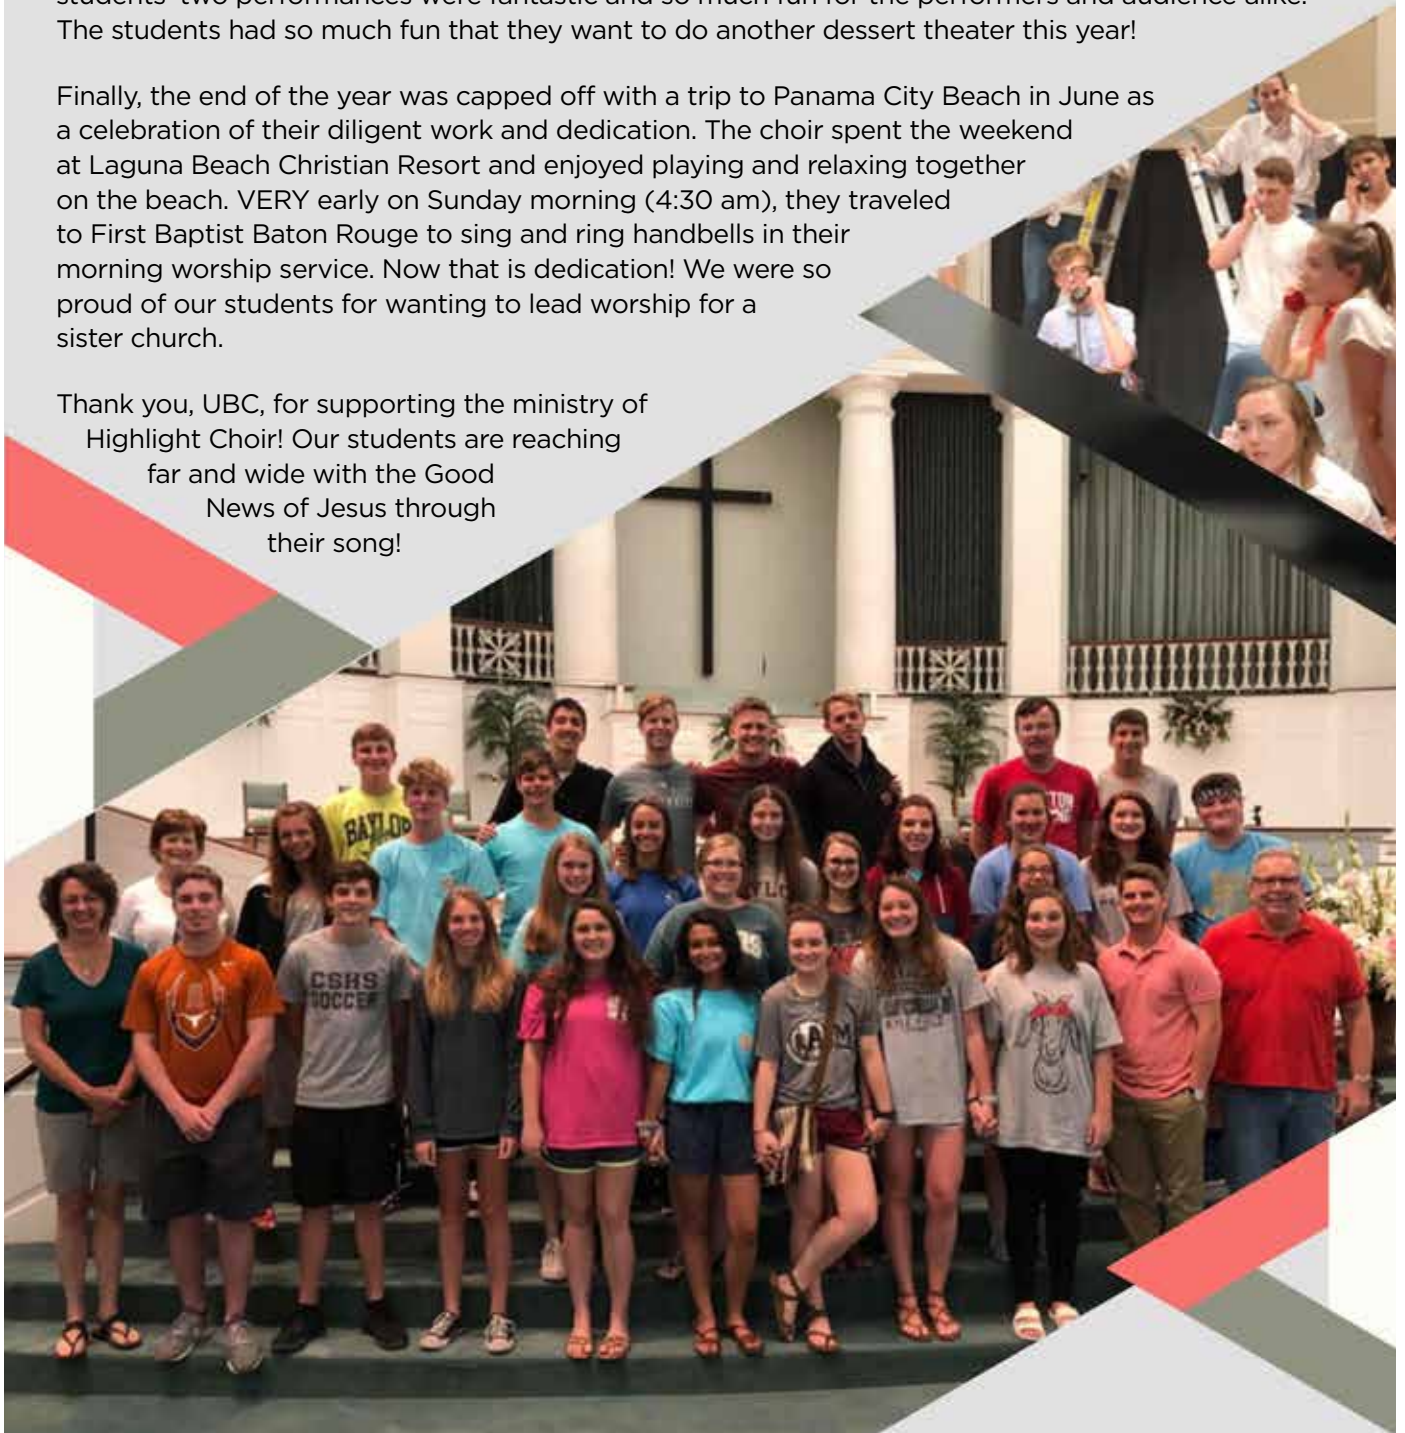 students' two performances were fantastic and so much fun for the performers and audience alike.
The students had so much fun that they want to do another dessert theater this year!
Finally, the end of the year was capped off with a trip to Panama City Beach in June as
a celebration of their diligent work and dedication. The choir spent the weekend
at Laguna Beach Christian Resort and enjoyed playing and relaxing together
on the beach. VERY early on Sunday morning (4:30 am), they traveled
to First Baptist Baton Rouge to sing and ring handbells in their
morning worship service. Now that is dedication! We were so
proud of our students for wanting to lead worship for a
sister church.
Thank you, UBC, for supporting the ministry of
Highlight Choir! Our students are reaching
far and wide with the Good
News of Jesus through
their song!
BAYLOR
CSHS
SOCCER